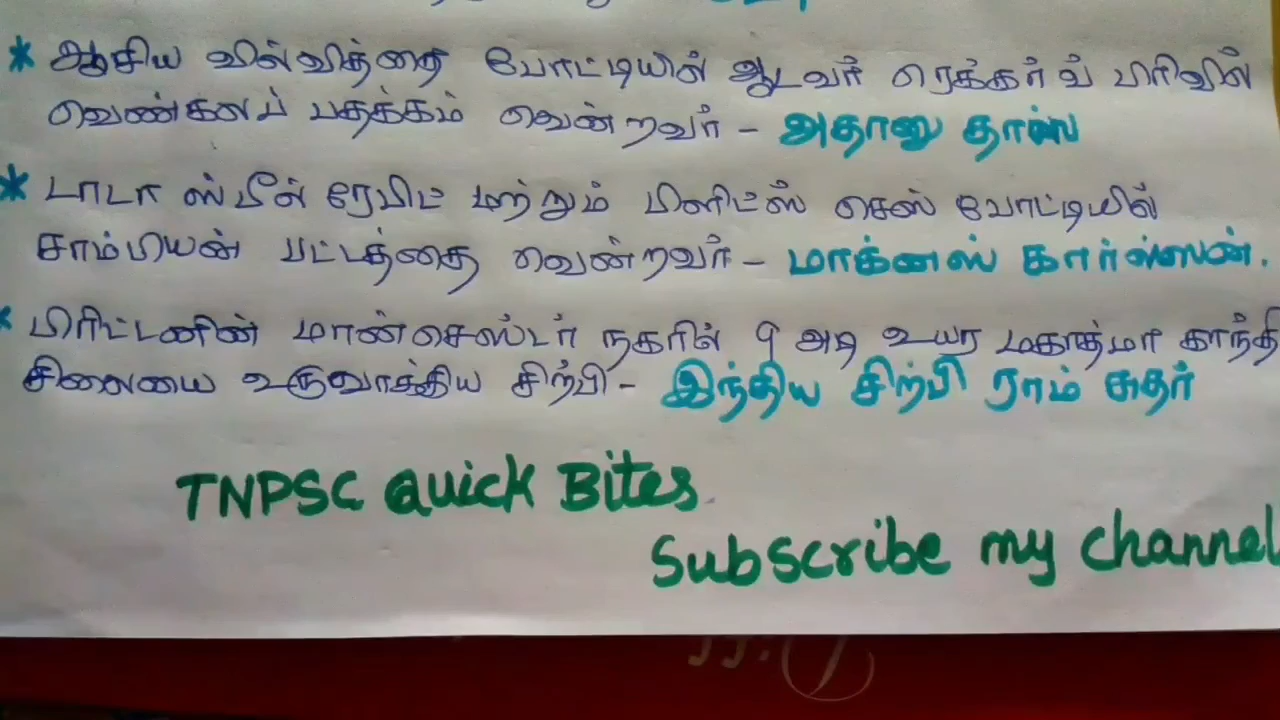 * ஆசிய வில்வித்தை போட்டியில் ஆடவர் ரெக்கர்வ் பிரிவில்
வெண்கலப் பதக்கம் வென்றவர் - அதானு தாஸ்
* டாடா ஸ்டீல் ரேபிட் மற்றும் பிளிட்ஸ் செஸ் போட்டியில்
சாம்பியன் பட்டத்தை வென்றவர் - மாக்னஸ் கார்ல்ஸன்.
* பிரிட்டனின் மான்செஸ்டர் நகரில் 9 அடி உயர மகாத்மா காந்தி
சிலையை உருவாக்கிய சிற்பி - இந்திய சிற்பி ராம் சுதர்
TNPSC Quick Bites
Subscribe my channel